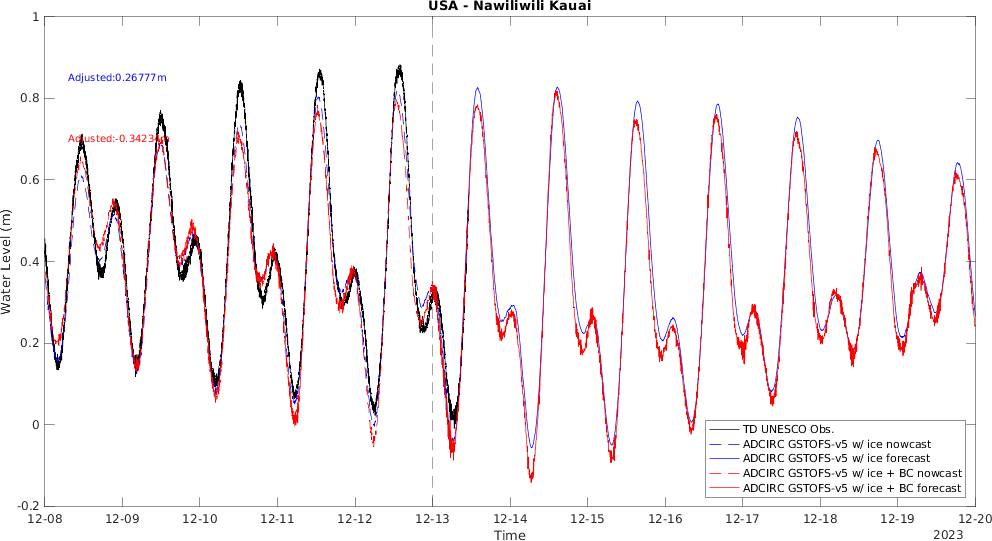 USA - Nawiliwili Kauai
1
0.8
0.6
0.4
0.2
0
-0.2
Water Level (m)
Adjusted:0.26777m
TD UNESCO Obs.
ADCIRC GSTOFS-v5 w/ ice nowcast
ADCIRC GSTOFS-v5 w/ ice forecast
ADCIRC GSTOFS-v5 w/ ice + BC nowcast
ADCIRC GSTOFS-v5 w/ ice + BC forecast
12-08 12-09 12-10 12-11 12-12 12-13 12-14 12-15 12-16 12-17 12-18 12-19 12-20
Time
2023